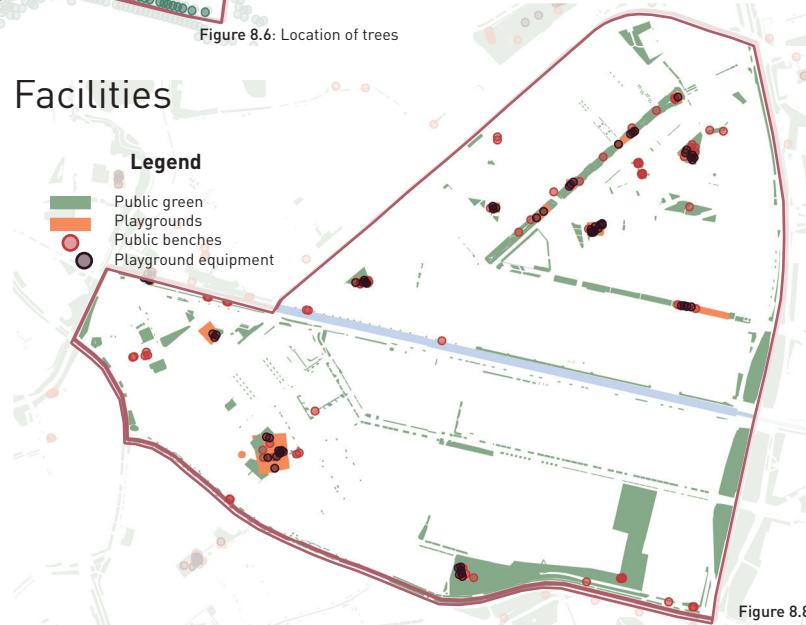 Figure 8.6: Location of trees
Facilities
Legend
Public green
Playgrounds
Public benches
Playground equipment
Figure 8.8